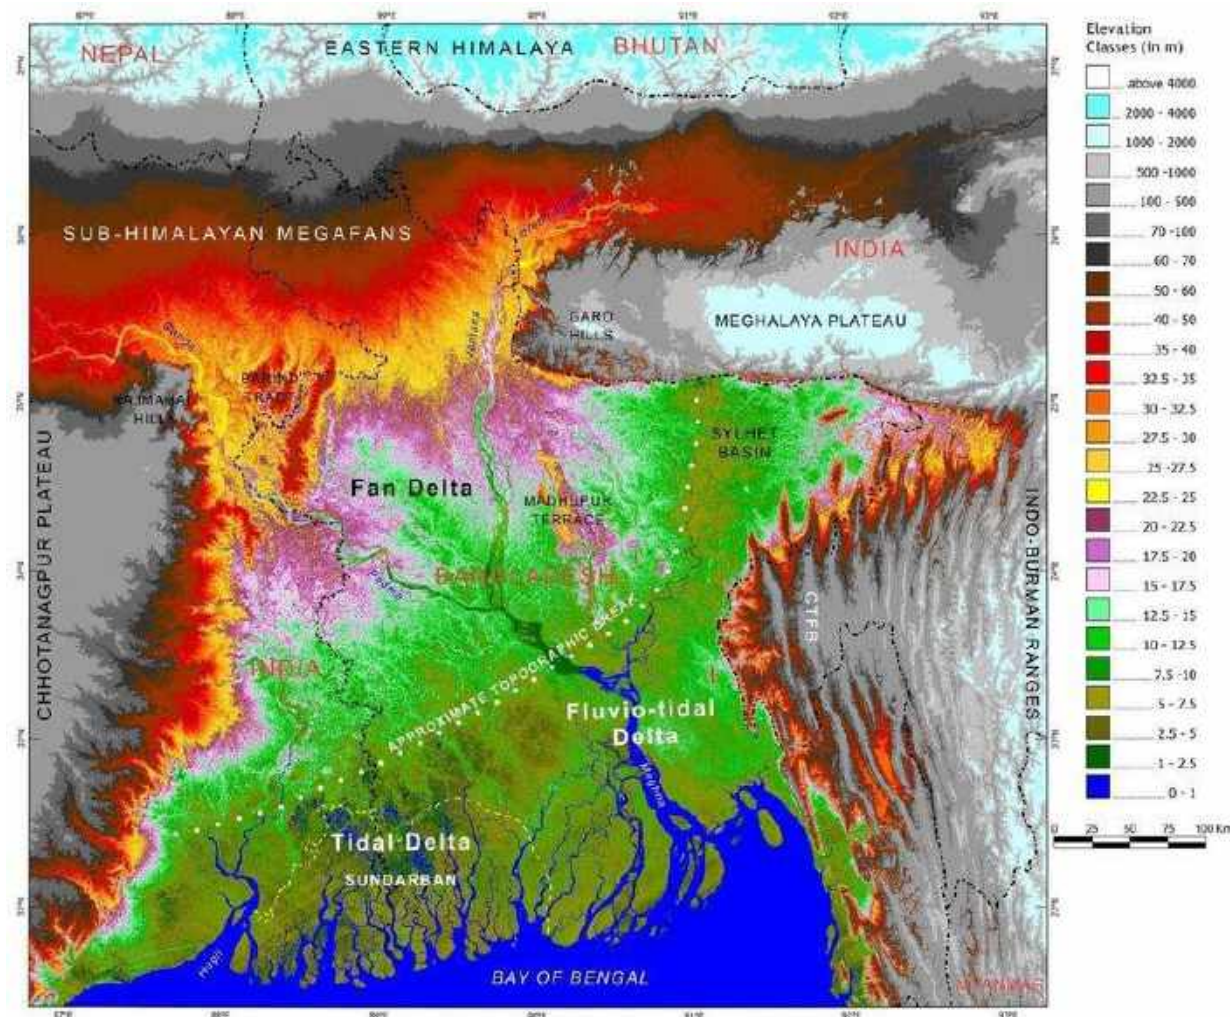 NEPAL
EASTERN HIMALAYA
BHUTAN
SUB-HIMALAYAN MEGAFANS
INDIA
GARO
HILLS
MEGHALAYA PLATEAU
Ganga
BARIND
TRACT
RAJMAHAL
HILLS
SYLHET
BASIN
Fan Delta
MADHUPUR
TERRACE
CHHOTANAGPUR PLATEAU
INDO-BURMAN RANGES
BANGLADESH
CTFB
APPROXIMATE TOPOGRAPHIC BREAK
INDIA
Fluvio-tidal
Delta
Meghna
Tidal Delta
SUNDARBAN
Hugli
BAY OF BENGAL
MYANMAR
Elevation
Classes (in m)
above 4000
2000 - 4000
1000 - 2000
500 -1000
100 - 500
70 -100
60 - 70
50 - 60
40 - 50
35 - 40
32.5 - 35
30 - 32.5
27.5 - 30
25 -27.5
22.5 - 25
20 - 22.5
17.5 - 20
15 - 17.5
12.5 - 15
10 - 12.5
7.5 - 10
5 - 7.5
2.5 - 5
1 - 2.5
0 - 1
0 25 50 75 100 Km